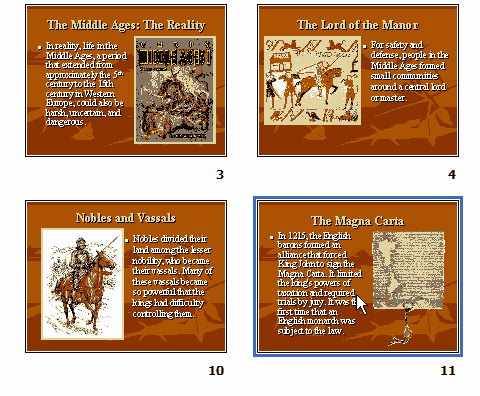 The Middle Ages: The Reality
In reality, life in the
Middle Ages, a period
that extended from
approximately the 5th
century to the 15th
century in Western
Europe, could also be
harsh, uncertain, and
dangerous.
3
The Lord of the Manor
For safety and
defense, people in the
Middle Ages formed
small communities
around a central lord
or master.
4
Nobles and Vassals
Nobles divided their
land among the lesser
nobility, who became
their vassals. Many of
these vassals became
so powerful that the
kings had difficulty
controlling them.
10
The Magna Carta
In 1215, the English
barons formed an
alliance that forced
King John to sign the
Magna Carta. It limited
the king's powers of
taxation and required
trials by jury. It was the
first time that an
English monarch was
subject to the law.
11